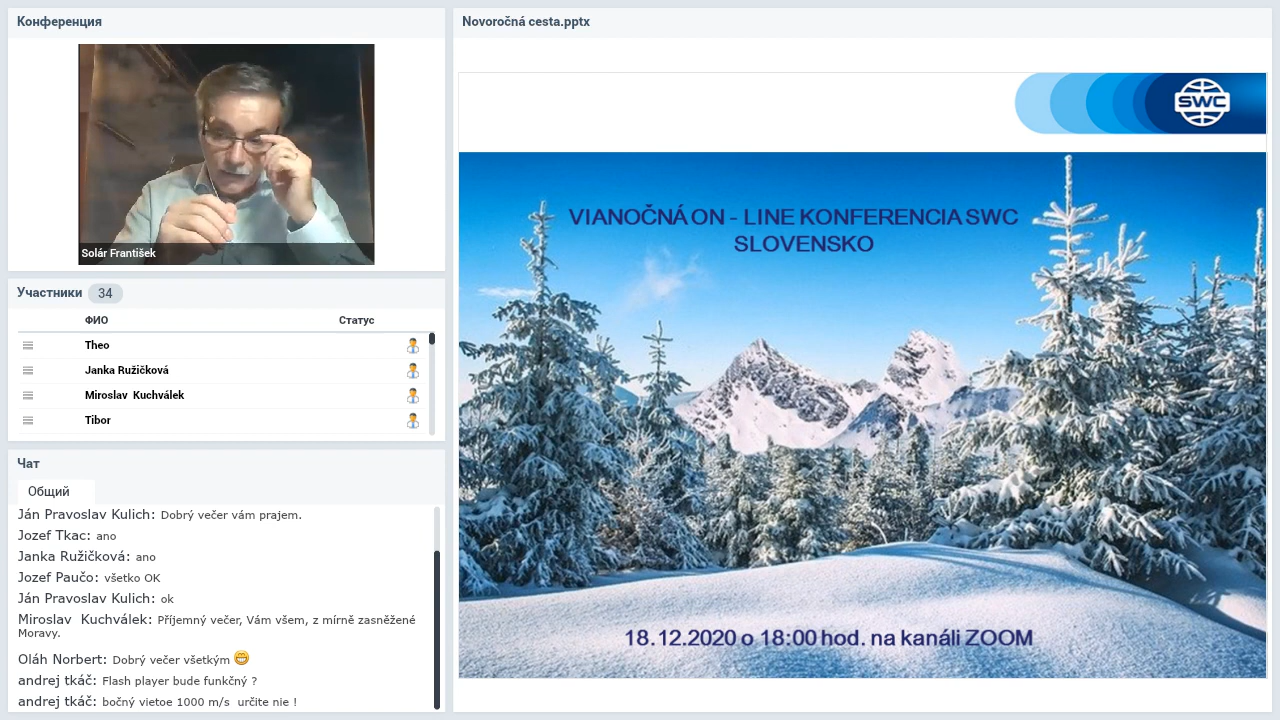 Конференция
Solár František
Участники 34
ФИО Статус
Theo
Janka Ružičková
Miroslav Kuchválek
Tibor
Чат
Общий
Ján Pravoslav Kulich: Dobrý večer vám prajem.
Jozef Tkac: ano
Janka Ružičková: ano
Jozef Paučo: všetko OK
Ján Pravoslav Kulich: ok
Miroslav Kuchválek: Příjemný večer, Vám všem, z mírně zasněžené
Moravy.
Oláh Norbert: Dobrý večer všetkým
andrej tkáč: Flash player bude funkčný ?
andrej tkáč: bočný vietoe 1000 m/s určite nie !
Novoročná cesta.pptx
SWC
VIANOČNÁ ON - LINE KONFERENCIA SWC
SLOVENSKO
18.12.2020 o 18:00 hod. na kanáli ZOOM